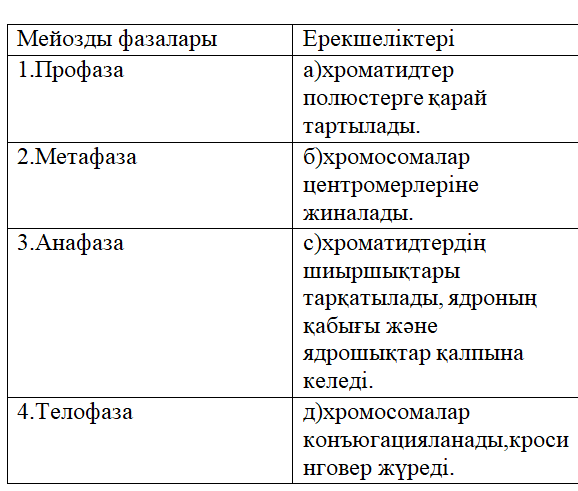 Мейозды фазалары
Ерекшеліктері
1.Профаза
а)хроматидтер
полюстерге қарай
тартылады.
2.Метафаза
б)хромосомалар
центромерлеріне
жиналады.
3.Анафаза
с)хроматидтердің
шиыршықтары
тарқатылады, ядроның
қабығы және
ядрошықтар қалпына
келеді.
4.Телофаза
д)хромосомалар
конъюгацияланады,кроси
нговер жүреді.